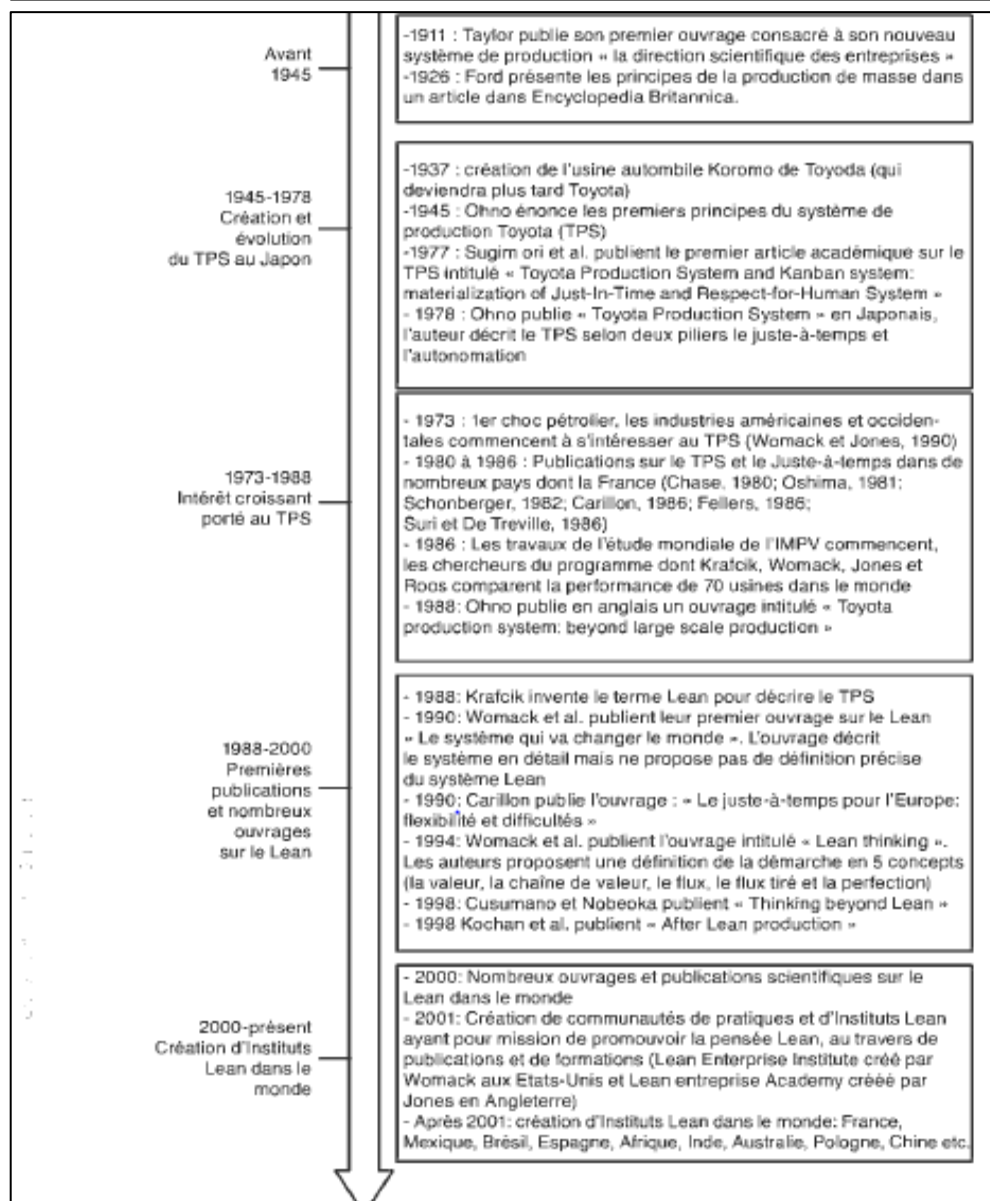 Avant
1945
-1911 : Taylor publie son premier ouvrage consacré à son nouveau
système de production « la direction scientifique des entreprises »
-1926 : Ford présente les principes de la production de masse dans
un article dans Encyclopedia Britannica.
1945-1978
Création et
évolution
du TPS au Japon
-1937 : création de l'usine autombile Koromo de Toyoda (qui
deviendra plus tard Toyota)
-1945 : Ohno énonce les premiers principes du système de
production Toyota (TPS)
-1977 : Sugim ori et al. publient le premier article académique sur le
TPS intitulé « Toyota Production System and Kanban system:
materialization of Just-In-Time and Respect-for-Human System »
- 1978 : Ohno publie « Toyota Production System » en Japonais,
l'auteur décrit le TPS selon deux piliers le juste-à-temps et
l'autonomation
1973-1988
Intérêt croissant
porté au TPS
- 1973 : 1er choc pétrolier, les industries américaines et occiden-
tales commencent à s'intéresser au TPS (Womack et Jones, 1990)
- 1980 à 1986 : Publications sur le TPS et le Juste-à-temps dans de
nombreux pays dont la France (Chase, 1980; Oshima, 1981;
Schonberger, 1982; Carillon, 1986; Fellers, 1986;
Suri et De Treville, 1986)
- 1986 : Les travaux de l'étude mondiale de l'IMPV commencent,
les chercheurs du programme dont Krafcik, Womack, Jones et
Roos comparent la performance de 70 usines dans le monde
- 1988: Ohno publie en anglais un ouvrage intitulé « Toyota
production system: beyond large scale production »
1988-2000
Premières
publications
et nombreux
ouvrages
sur le Lean
- 1988: Krafcik invente le terme Lean pour décrire le TPS
- 1990: Womack et al. publient leur premier ouvrage sur le Lean
« Le système qui va changer le monde ». L'ouvrage décrit
le système en détail mais ne propose pas de définition précise
du système Lean
- 1990: Carillon publie l'ouvrage : « Le juste-à-temps pour l'Europe:
flexibilité et difficultés »
- 1994: Womack et al. publient l'ouvrage intitulé « Lean thinking ».
Les auteurs proposent une définition de la démarche en 5 concepts
(la valeur, la chaîne de valeur, le flux, le flux tiré et la perfection)
- 1998: Cusumano et Nobeoka publient « Thinking beyond Lean »
- 1998 Kochan et al. publient « After Lean production »
2000-présent
Création d'Instituts
Lean dans le
monde
- 2000: Nombreux ouvrages et publications scientifiques sur le
Lean dans le monde
- 2001: Création de communautés de pratiques et d'Instituts Lean
ayant pour mission de promouvoir la pensée Lean, au travers de
publications et de formations (Lean Enterprise Institute créé par
Womack aux Etats-Unis et Lean entreprise Academy crééé par
Jones en Angleterre)
- Après 2001: création d'Instituts Lean dans le monde: France,
Mexique, Brésil, Espagne, Afrique, Inde, Australie, Pologne, Chine etc.